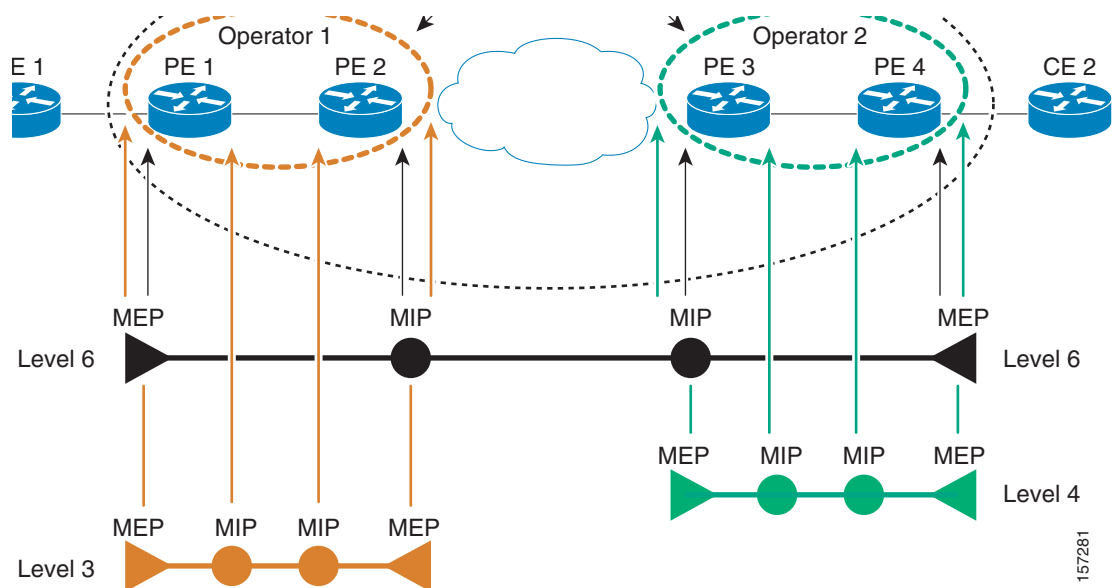 Operator 1
Operator 2
E 1
PE 1
PE 2
PE 3
PE 4
CE 2
MEP
MIP
MIP
MEP
Level 6
Level 6
MEP
MIP
MIP
MEP
Level 4
MEP
MIP
MIP
MEP
Level 3
157281